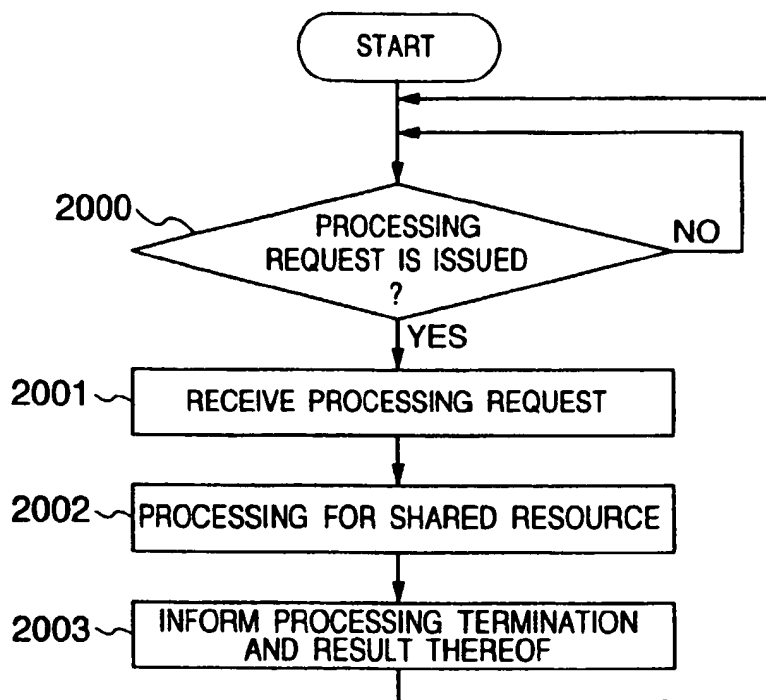 START
2000
PROCESSING
REQUEST IS ISSUED
?
NO
YES
2001
RECEIVE PROCESSING REQUEST
2002
PROCESSING FOR SHARED RESOURCE
2003
INFORM PROCESSING TERMINATION
AND RESULT THEREOF